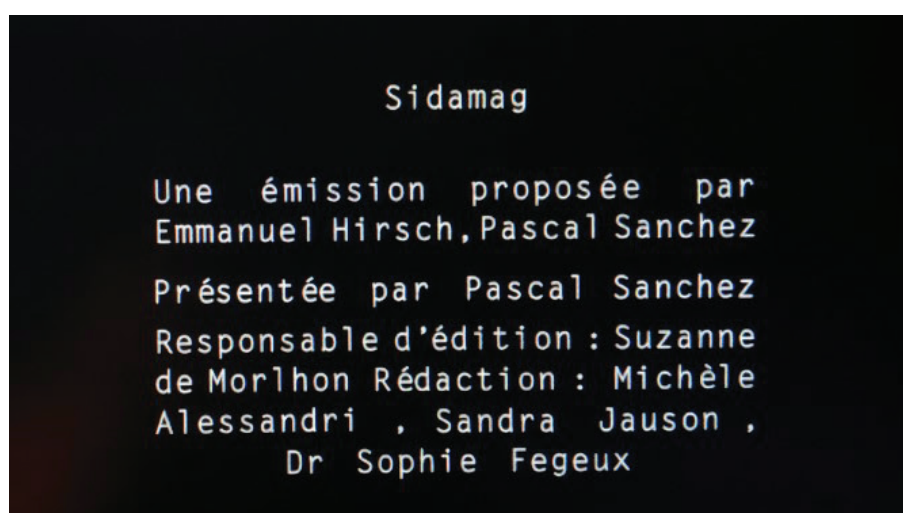 Sidamag
Une émission proposée par
Emmanuel Hirsch, Pascal Sanchez
Présentée par Pascal Sanchez
Responsable d'édition : Suzanne
de Morlhon Rédaction : Michèle
Alessandri , Sandra Jauson ,
Dr Sophie Fegeux